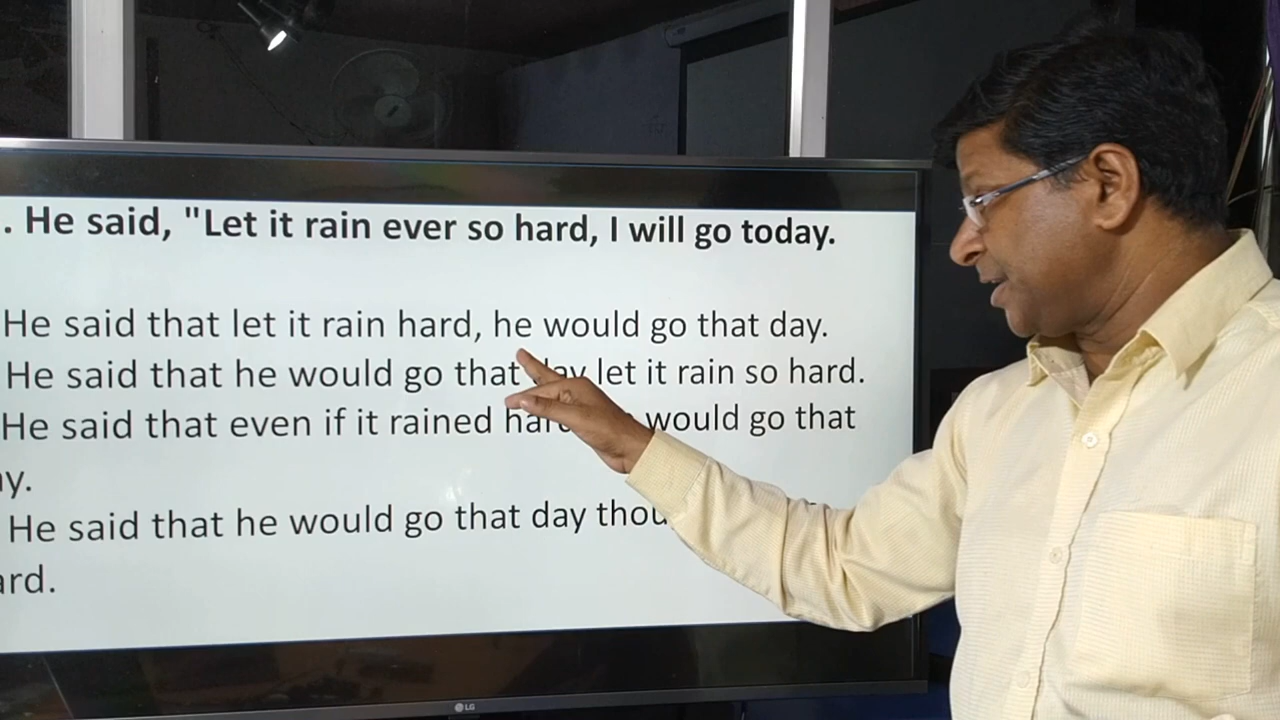 . He said, "Let it rain ever so hard, I will go today.
He said that let it rain hard, he would go that day.
He said that he would go that day let it rain so hard.
He said that even if it rained would go that
He said that he would go that day
LG